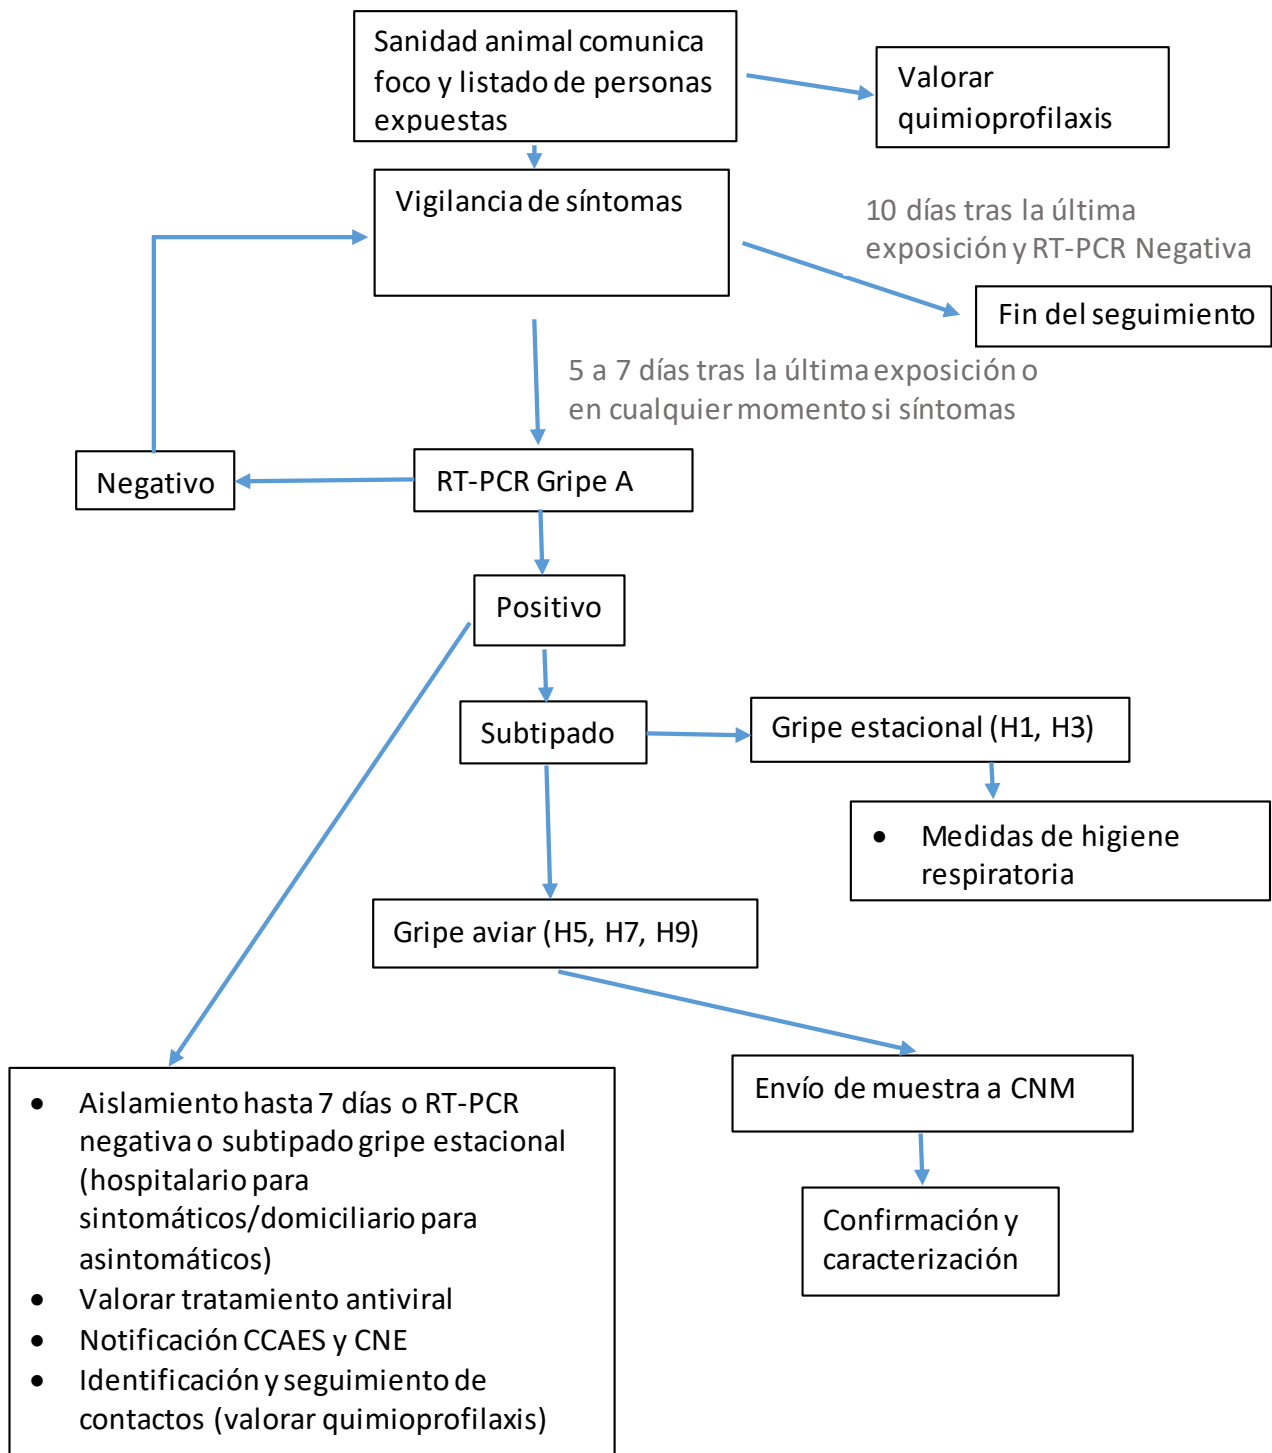 Sanidad animal comunica
foco y listado de personas
expuestas
Valorar
quimioprofilaxis
Vigilancia de síntomas
10 días tras la última
exposición y RT-PCR Negativa
Fin del seguimiento
5 a 7 días tras la última exposición o
en cualquier momento si síntomas
Negativo
RT-PCR Gripe A
Positivo
Subtipado
Gripe estacional (H1, H3)
• Medidas de higiene
respiratoria
Gripe aviar (H5, H7, H9)
Envío de muestra a CNM
Confirmación y
caracterización
• Aislamiento hasta 7 días o RT-PCR
negativa o subtipado gripe estacional
(hospitalario para
sintomáticos/domiciliario para
asintomáticos)
• Valorar tratamiento antiviral
• Notificación CCAES y CNE
• Identificación y seguimiento de
contactos (valorar quimioprofilaxis)